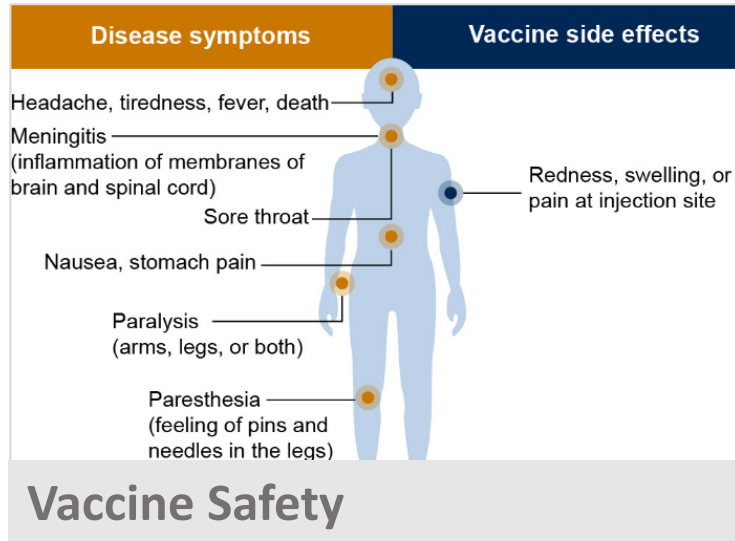 Disease symptoms
Vaccine side effects
Headache, tiredness, fever, death
Meningitis
(inflammation of membranes of
brain and spinal cord)
Sore throat
Nausea, stomach pain
Paralysis
(arms, legs, or both)
Paresthesia
(feeling of pins and
needles in the legs)
Redness, swelling, or
pain at injection site
Vaccine Safety